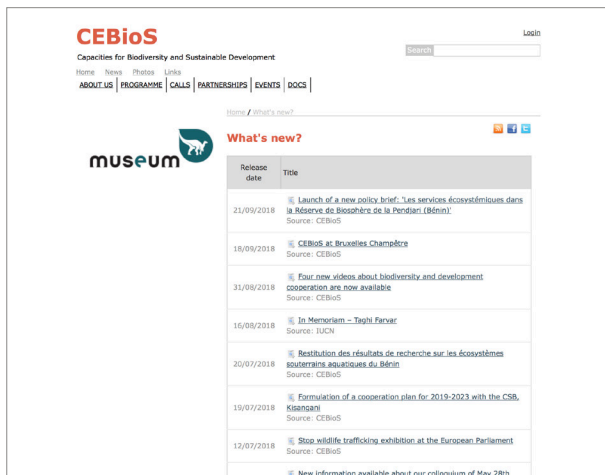 CEBioS
Login
Capacities for Biodiversity and Sustainable Development
Search
Home News Photos Links
ABOUT US PROGRAMME CALLS PARTNERSHIPS EVENTS DOCS
Home / What's new?
museum
What's new?
Release date
Title
21/09/2018
Launch of a new policy brief: 'Les services écosystémiques dans
la Réserve de Biosphère de la Pendjari (Bénin)'
Source: CEBioS
18/09/2018
CEBioS at Bruxelles Champêtre
Source: CEBioS
31/08/2018
Four new videos about biodiversity and development
cooperation are now available
Source: CEBioS
16/08/2018
In Memoriam – Taghi Farvar
Source: IUCN
20/07/2018
Restitution des résultats de recherche sur les écosystèmes
souterrains aquatiques du Bénin
Source: CEBioS
19/07/2018
Formulation of a cooperation plan for 2019-2023 with the CSB,
Kisangani
Source: CEBioS
12/07/2018
Stop wildlife trafficking exhibition at the European Parliament
Source: CEBioS
New information available about our colloquium of May 28th